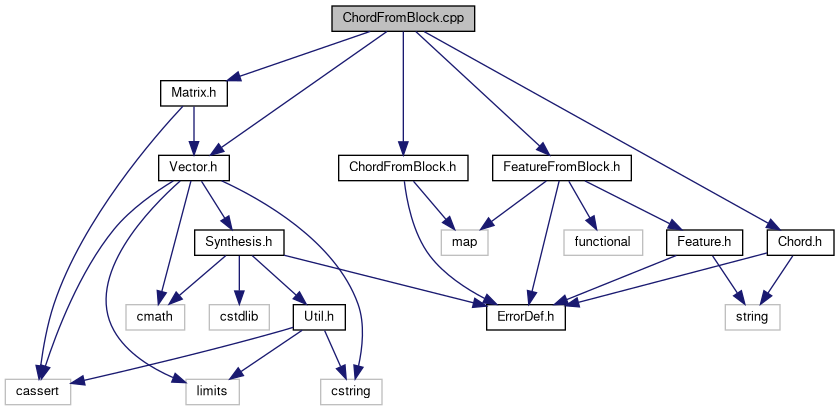 ChordFromBlock.cpp
Matrix.h
Vector.h
ChordFromBlock.h
FeatureFromBlock.h
Synthesis.h
map
functional
Feature.h
Chord.h
cmath
cstdlib
Util.h
ErrorDef.h
string
cassert
limits
cstring